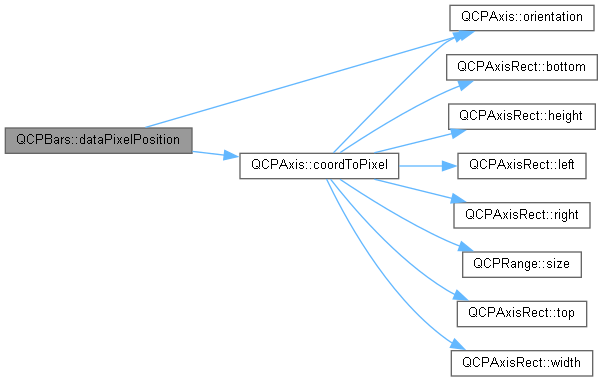 QCPAxis::orientation
QCPAxisRect::bottom
QCPAxisRect::height
QCPBars::dataPixelPosition
QCPAxis::coordToPixel
QCPAxisRect::left
QCPAxisRect::right
QCPRange::size
QCPAxisRect::top
QCPAxisRect::width